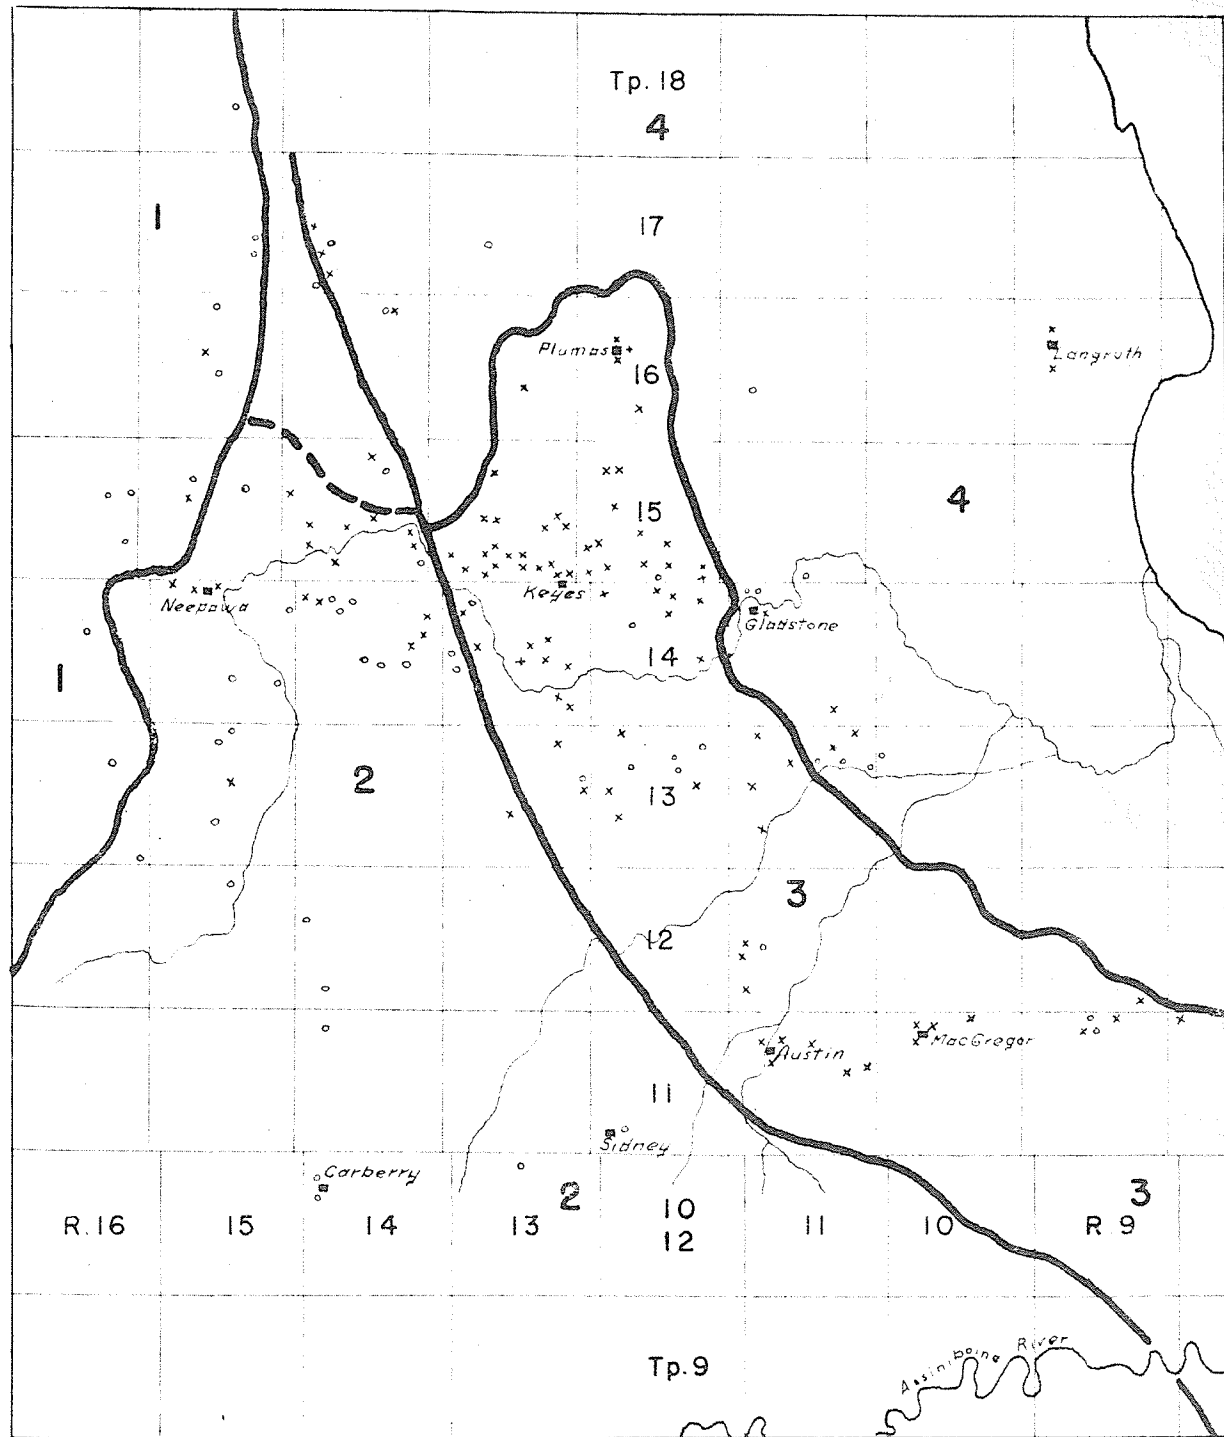 Tp. 18
4
1
17
Plumas
16
Langruth
15
4
Neepawa
Keyes
Gladstone
14
1
2
13
3
12
Austin
MacGregor
11
Sidney
Carberry
2
10
3
R. 16 15 14 13 12 11 10 R. 9
Assiniboine River
Tp. 9